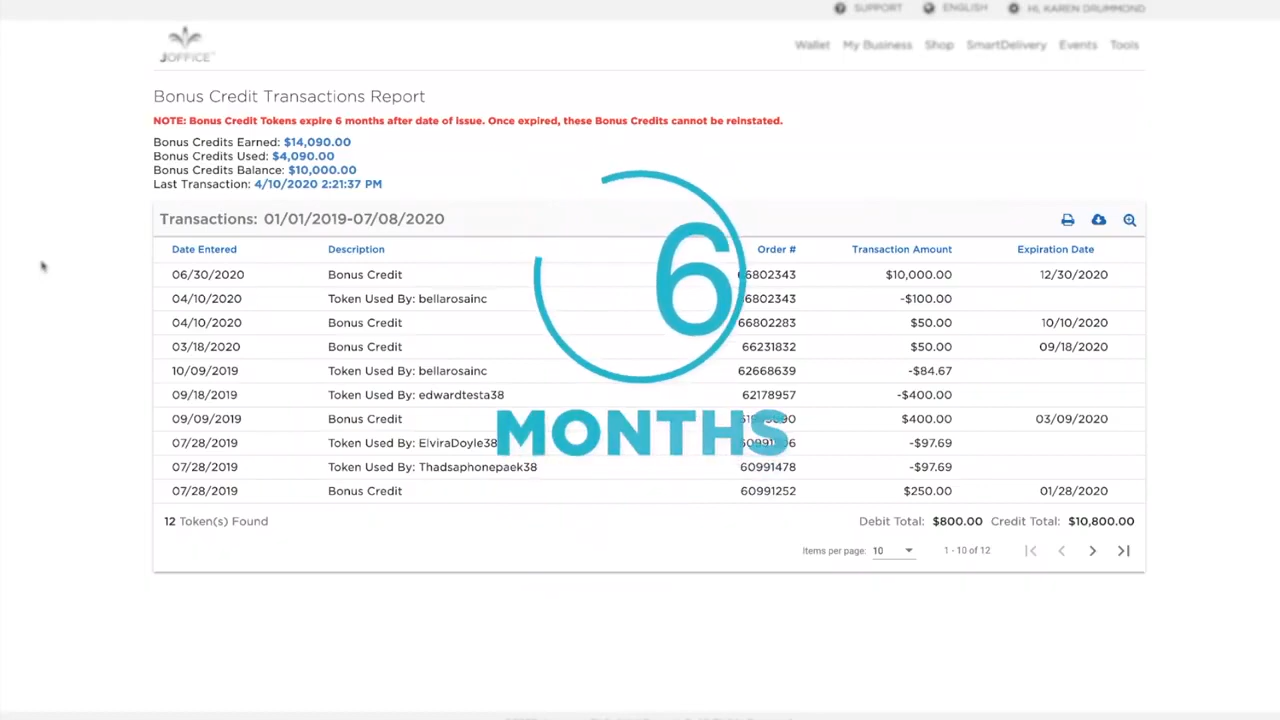 SUPPORT ENGLISH HI, KAREN DRUMMOND
JOFFICE
Wallet My Business Shop SmartDelivery Events Tools
Bonus Credit Transactions Report
NOTE: Bonus Credit Tokens expire 6 months after date of issue. Once expired, these Bonus Credits cannot be reinstated.
Bonus Credits Earned: $14,090.00
Bonus Credits Used: $4,090.00
Bonus Credits Balance: $10,000.00
Last Transaction: 4/10/2020 2:21:37 PM
Transactions: 01/01/2019-07/08/2020
Date Entered Description Order # Transaction Amount Expiration Date
06/30/2020 Bonus Credit 66802343 $10,000.00 12/30/2020
04/10/2020 Token Used By: bellarosainc 66802343 -$100.00
04/10/2020 Bonus Credit 66802283 $50.00 10/10/2020
03/18/2020 Bonus Credit 66231832 $50.00 09/18/2020
10/09/2019 Token Used By: bellarosainc 62668639 -$84.67
09/18/2019 Token Used By: edwardtesta38 62178957 -$400.00
09/09/2019 Bonus Credit $400.00 03/09/2020
07/28/2019 Token Used By: ElviraDoyle38 -$97.69
07/28/2019 Token Used By: Thadsaphonepaek38 60991478 -$97.69
07/28/2019 Bonus Credit 60991252 $250.00 01/28/2020
6
MONTHS
12 Token(s) Found Debit Total: $800.00 Credit Total: $10,800.00
Items per page: 10 1 - 10 of 12